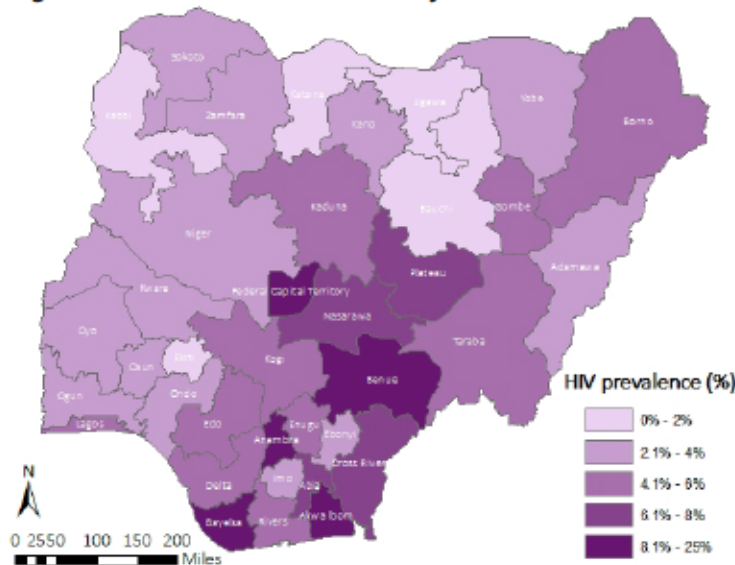 Sokoto
Katsina
Jigawa
Yobe
Borno
Kebbi
Zamfara
Kano
Kaduna
Bauchi
Gombe
Niger
Adamawa
Plateau
Kwara
Federal Capital Territory
Nasarawa
Taraba
Oyo
Ekiti
Kogi
Benue
Osun
Ogun
Ondo
Lagos
Edo
Enugu
Ebonyi
Anambra
Cross River
Delta
Imo
Abia
Bayelsa
Rivers
Akwa Ibom
HIV prevalence (%)
0% - 2%
2.1% - 4%
4.1% - 6%
6.1% - 8%
8.1% - 25%
N
0 25 50 100 150 200
Miles